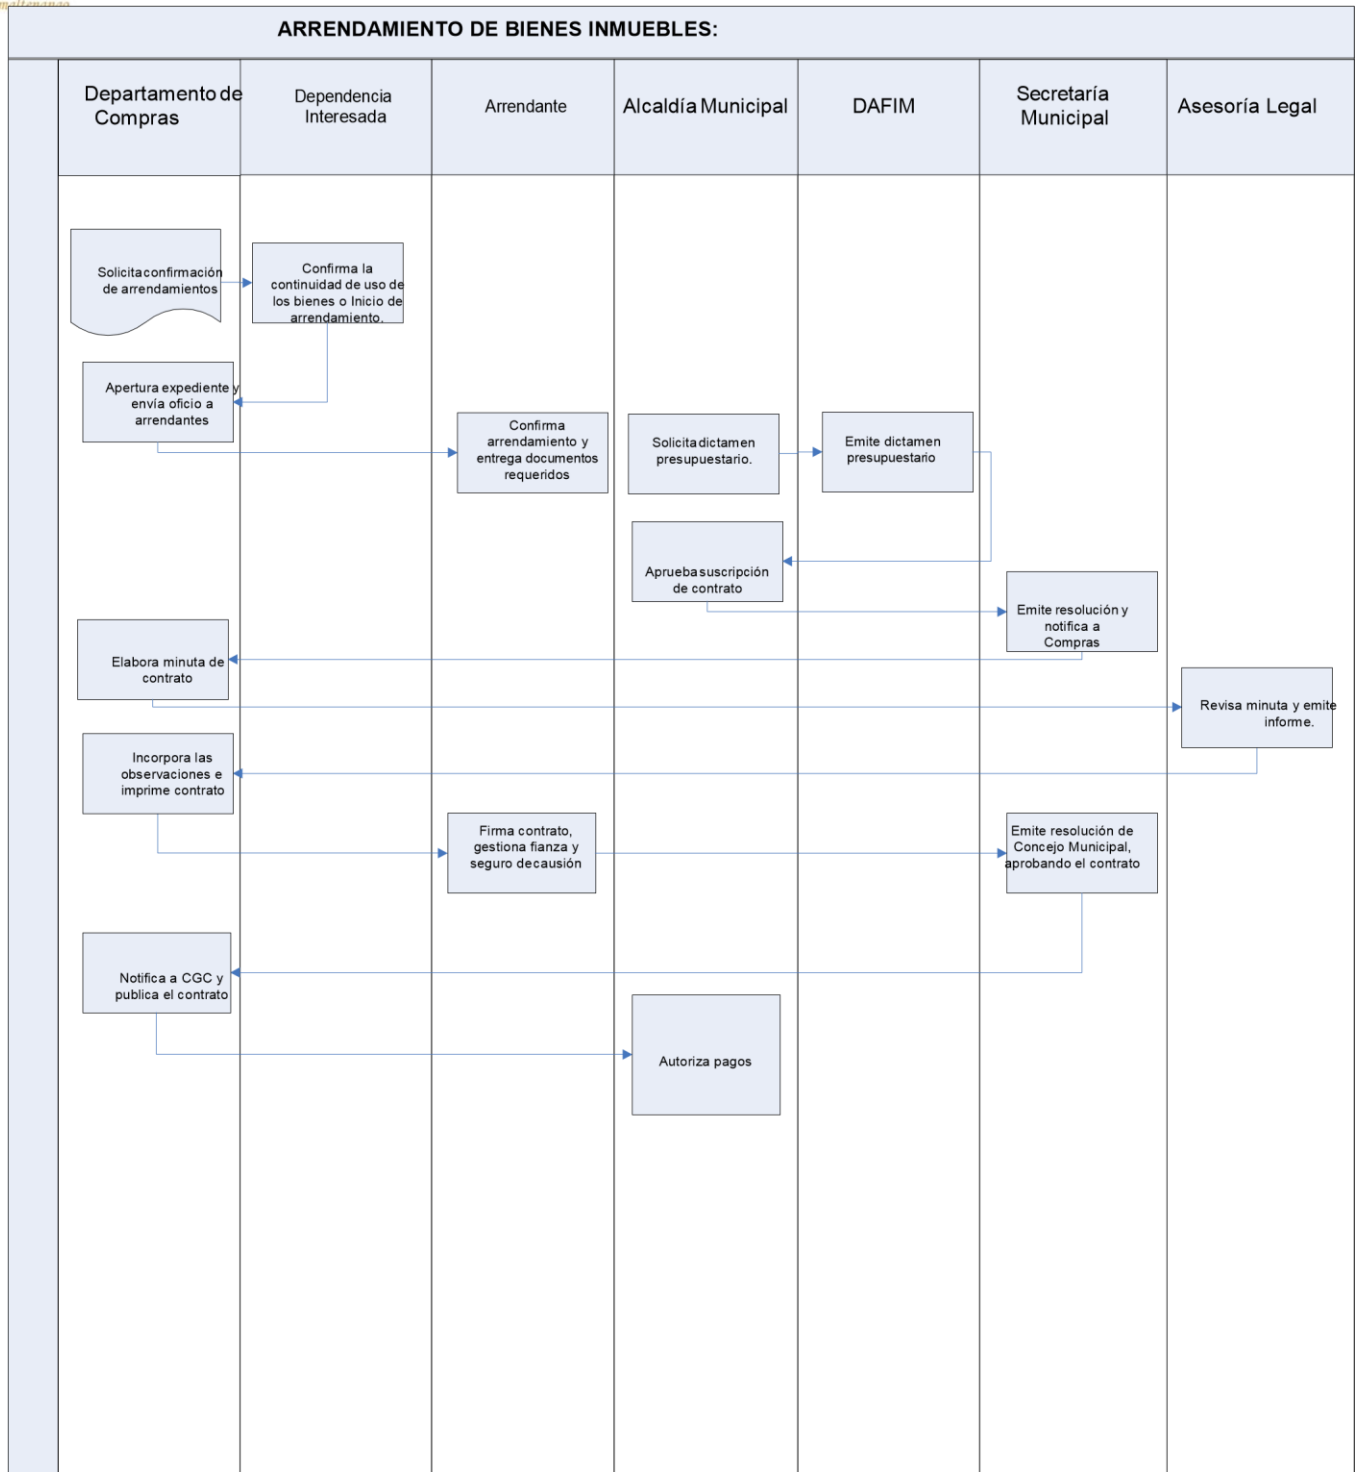 ARRENDAMIENTO DE BIENES INMUEBLES:
Departamento de
Compras
Dependencia
Interesada
Arrendante
Alcaldía Municipal
DAFIM
Secretaría
Municipal
Asesoría Legal
Solicita confirmación
de arrendamientos
Confirma la
continuidad de uso de
los bienes o Inicio de
arrendamiento.
Apertura expediente y
envía oficio a
arrendantes
Confirma
arrendamiento y
entrega documentos
requeridos
Solicita dictamen
presupuestario.
Emite dictamen
presupuestario
Aprueba suscripción
de contrato
Emite resolución y
notifica a
Compras
Elabora minuta de
contrato
Revisa minuta y emite
informe.
Incorpora las
observaciones e
imprime contrato
Firma contrato,
gestiona fianza y
seguro decausión
Emite resolución de
Concejo Municipal,
aprobando el contrato
Notifica a CGC y
publica el contrato
Autoriza pagos